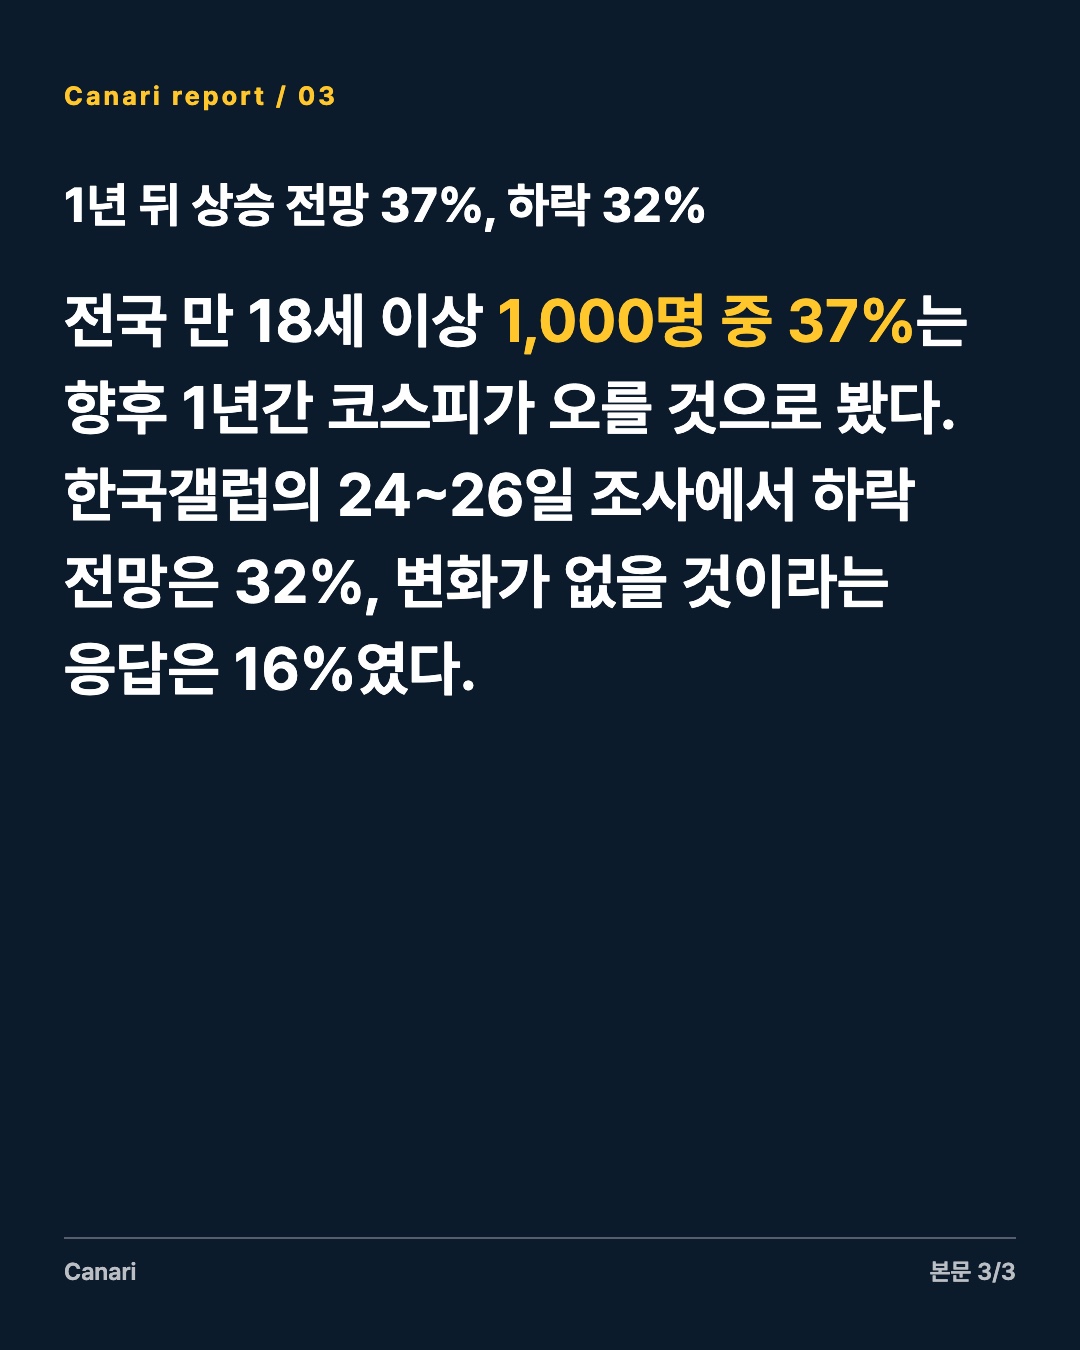 Canari report / 03
1년 뒤 상승 전망 37%, 하락 32%
전국 만 18세 이상 1,000명 중 37%는
향후 1년간 코스피가 오를 것으로 봤다.
한국갤럽의 24~26일 조사에서 하락
전망은 32%, 변화가 없을 것이라는
응답은 16%였다.
Canari
본문 3/3